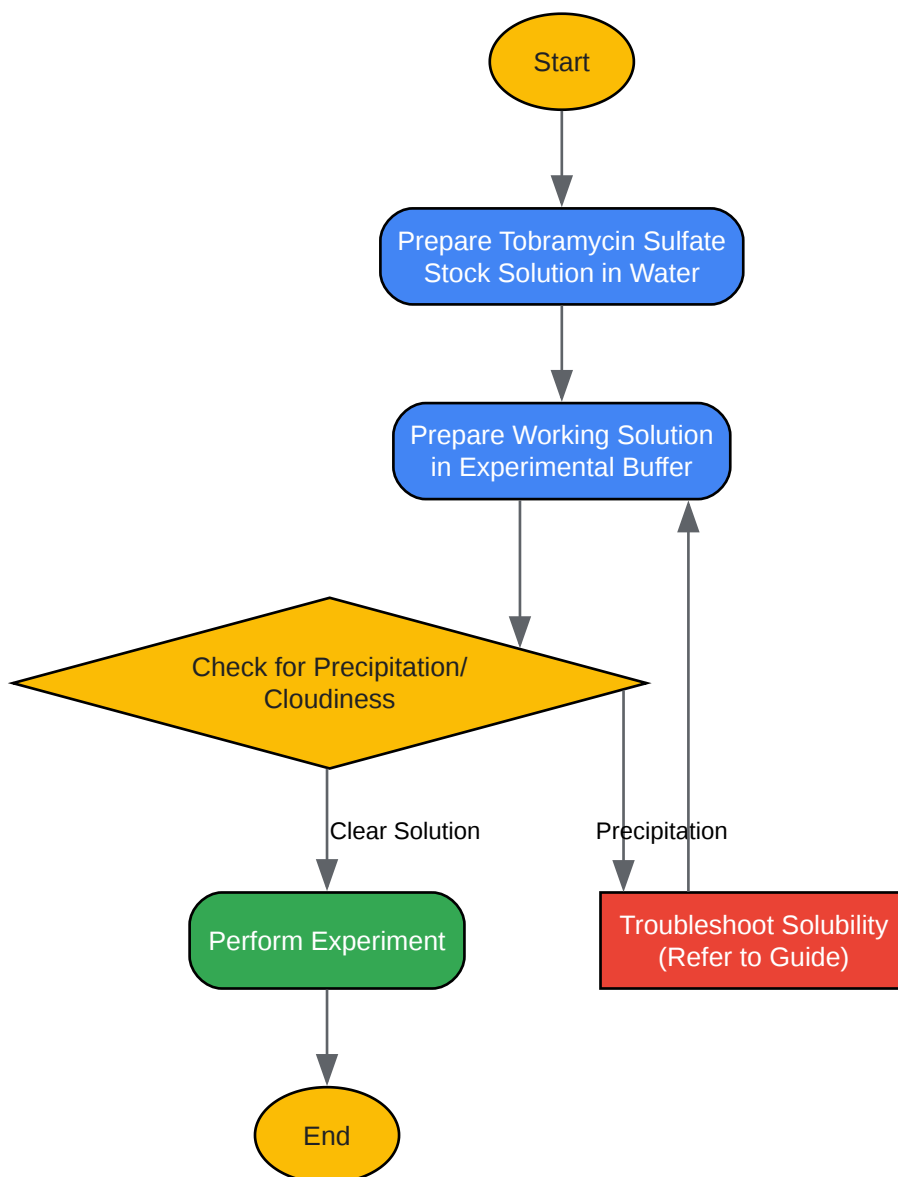 Start
Prepare Tobramycin Sulfate
Stock Solution in Water
Prepare Working Solution
in Experimental Buffer
Check for Precipitation/
Cloudiness
Clear Solution
Precipitation
Perform Experiment
Troubleshoot Solubility
(Refer to Guide)
End